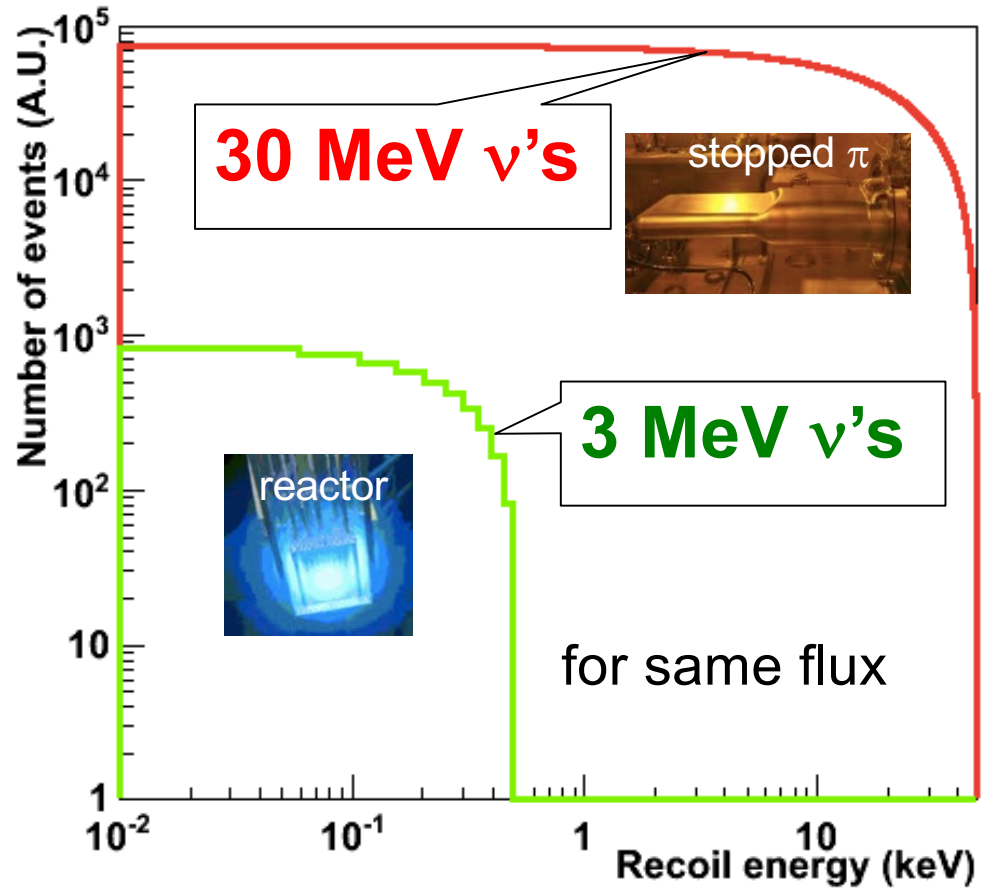 Number of events (A.U.)
10⁵
10⁴
10³
10²
10
1
30 MeV ν’s
stopped π
3 MeV ν’s
reactor
for same flux
10⁻²
10⁻¹
1
10
Recoil energy (keV)